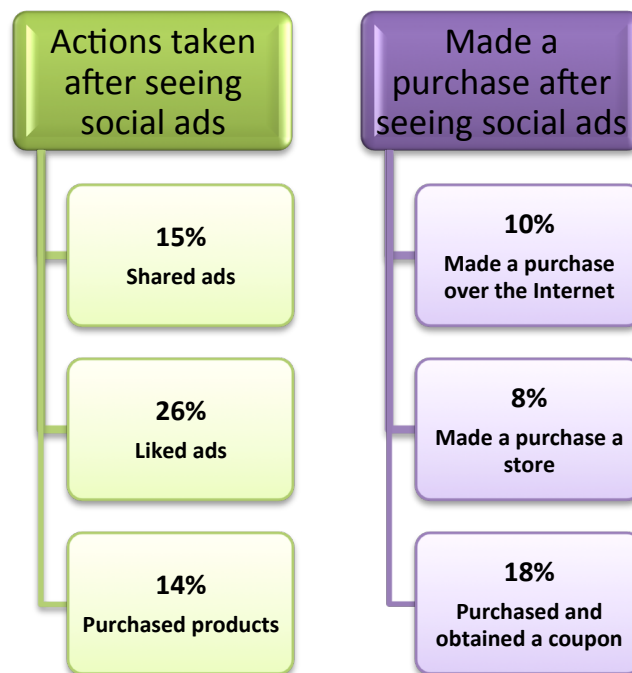 Actions taken
after seeing
social ads
15%
Shared ads
26%
Liked ads
14%
Purchased products
Made a
purchase after
seeing social ads
10%
Made a purchase
over the Internet
8%
Made a purchase a
store
18%
Purchased and
obtained a coupon